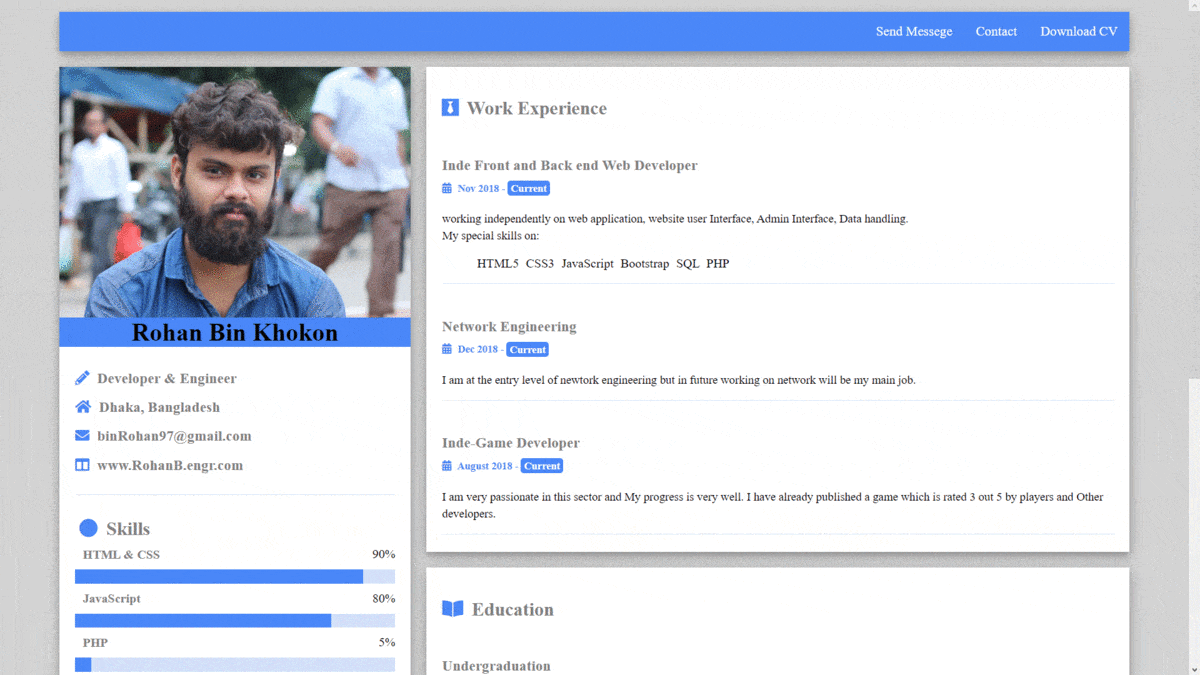 Send Messege Contact Download CV
Rohan Bin Khokon
Developer & Engineer
Dhaka, Bangladesh
binRohan97@gmail.com
www.RohanB.engr.com
Skills
HTML & CSS 90%
JavaScript 80%
PHP 5%
Work Experience
Inde Front and Back end Web Developer
Nov 2018 - Current
working independently on web application, website user Interface, Admin Interface, Data handling.
My special skills on:
HTML5 CSS3 JavaScript Bootstrap SQL PHP
Network Engineering
Dec 2018 - Current
I am at the entry level of newtork engineering but in future working on network will be my main job.
Inde-Game Developer
August 2018 - Current
I am very passionate in this sector and My progress is very well. I have already published a game which is rated 3 out 5 by players and Other
developers.
Education
Undergraduation